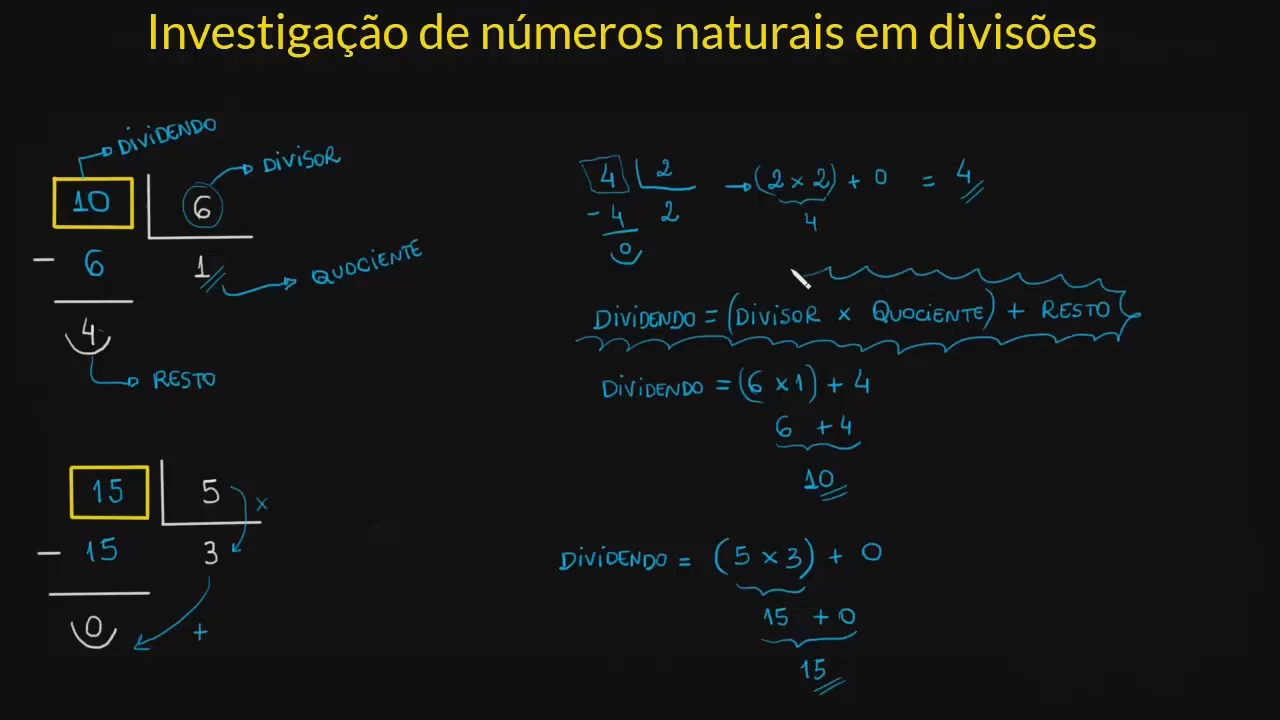 Investigação de números naturais em divisões
DIVIDENDO
DIVISOR
10 6
- 6 1
QUOCIENTE
4
RESTO
15 5
x
- 15 3
0
+
4 2
- 4 2
0
(2 x 2) + 0 = 4
4
DIVIDENDO = (DIVISOR x QUOCIENTE) + RESTO
DIVIDENDO = (6 x 1) + 4
6 + 4
10
DIVIDENDO = (5 x 3) + 0
15 + 0
15